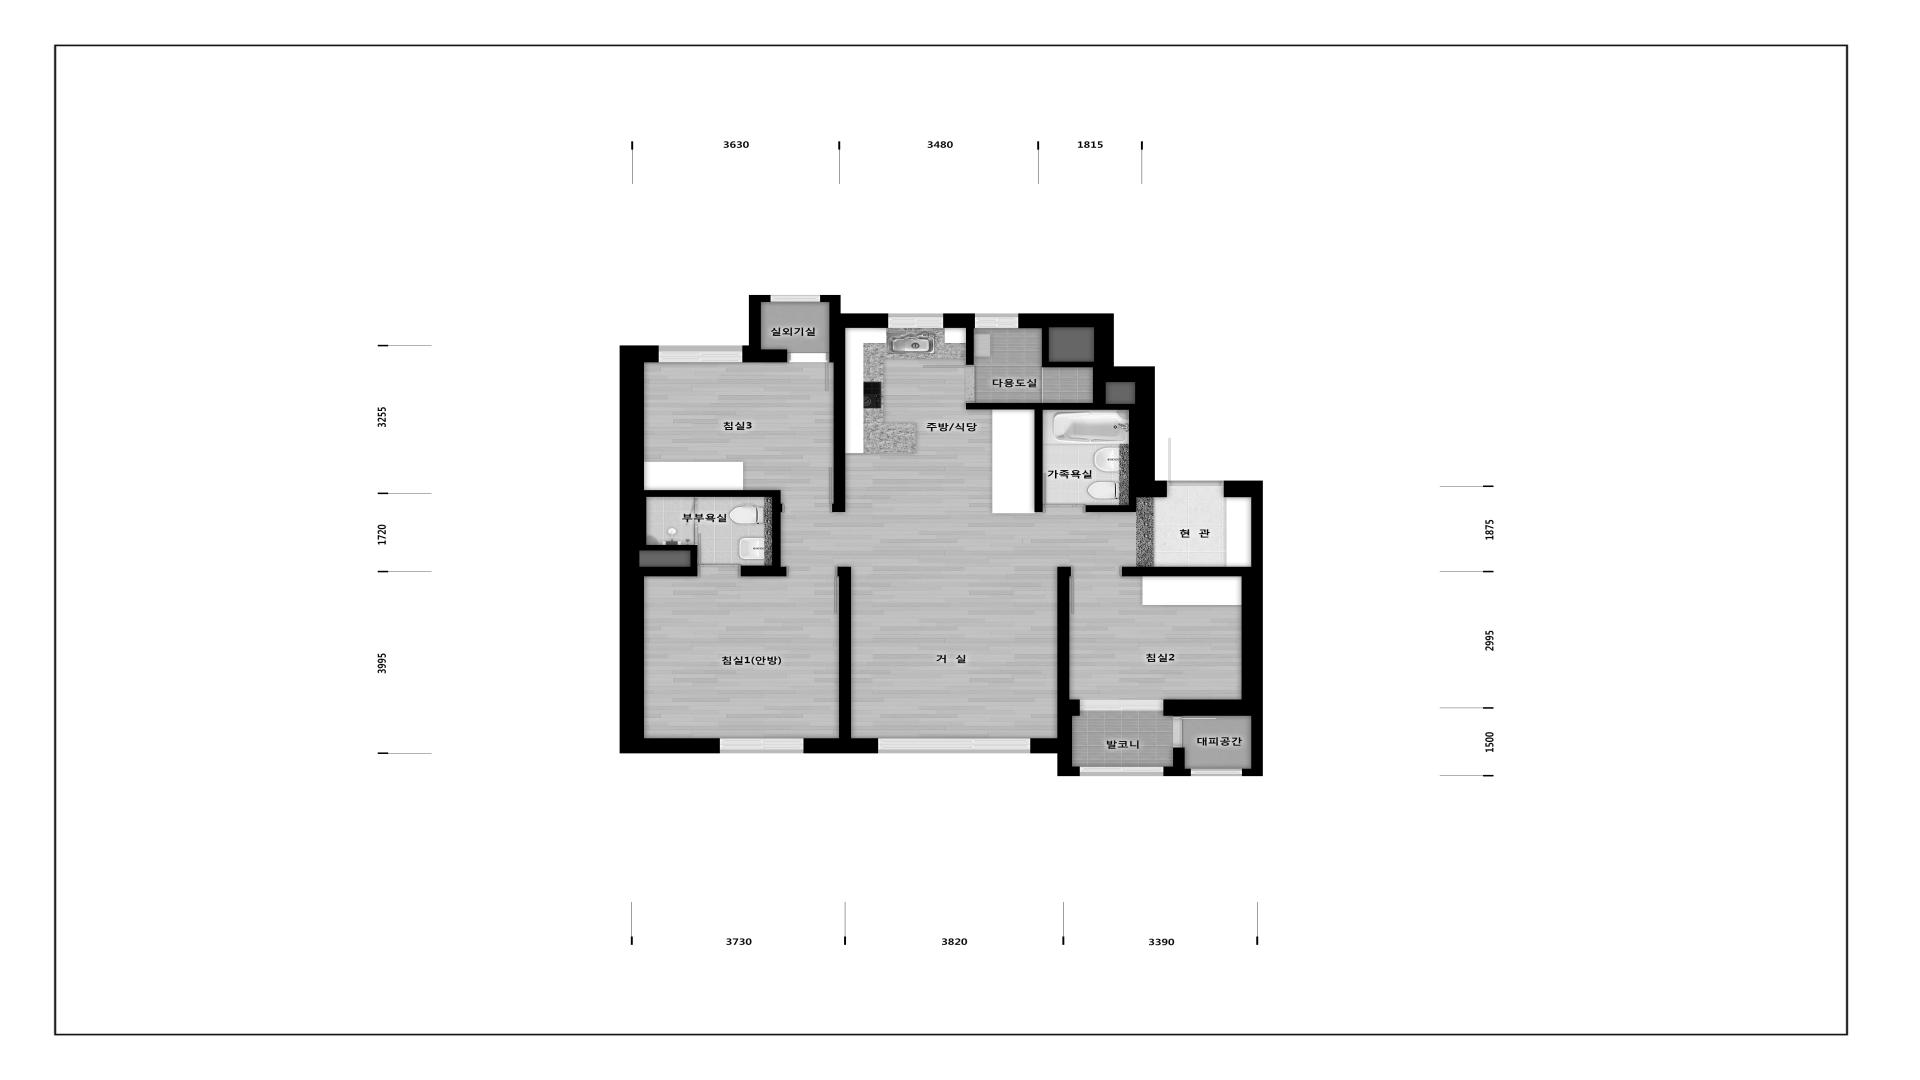 3630
3480
1815
실외기실
다용도실
3255
침실3
주방/식당
가족욕실
1720
부부욕실
현 관
1875
3995
침실1(안방)
거 실
침실2
2995
발코니
대피공간
1500
3730
3820
3390